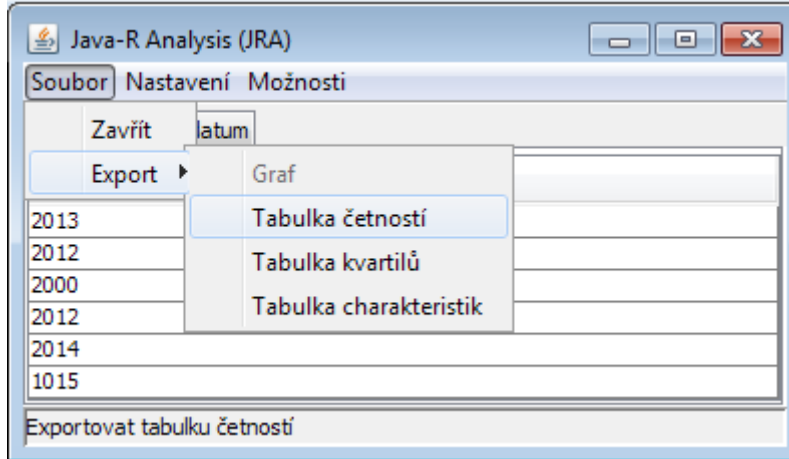 Java-R Analysis (JRA)
Soubor Nastavení Možnosti
Zavřít
Export
Graf
Tabulka četností
Tabulka kvartilů
Tabulka charakteristik
2013
2012
2000
2012
2014
1015
Exportovat tabulku četností